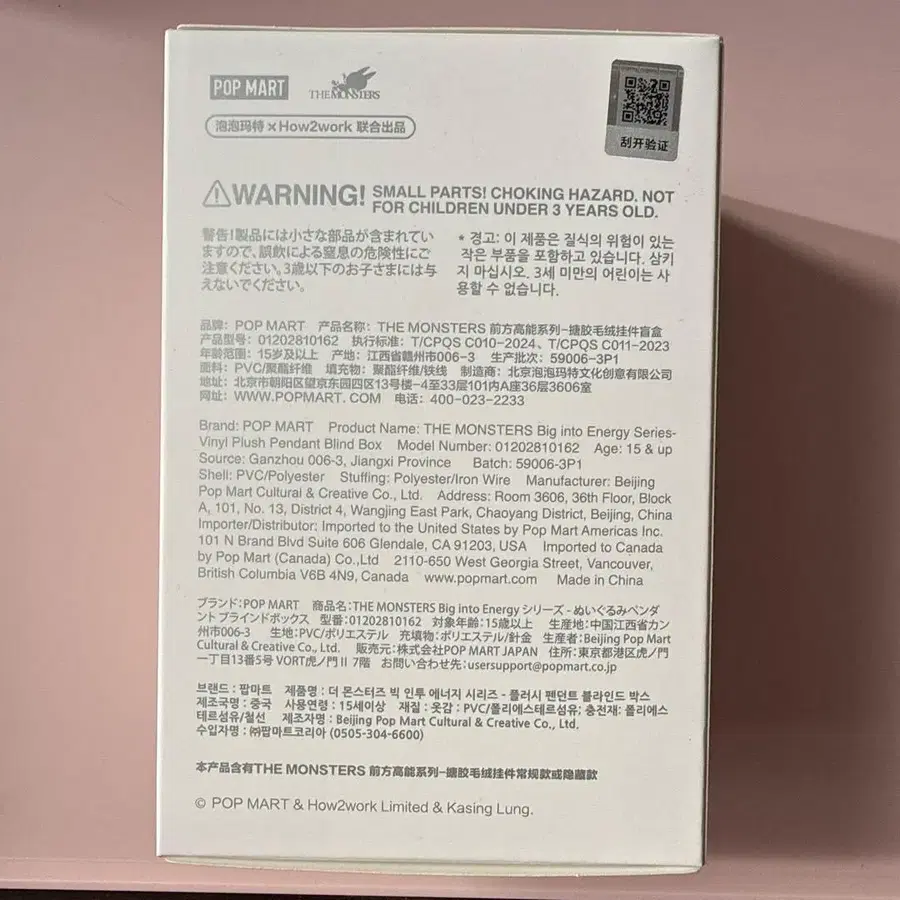 POP MART
THE MONSTERS
泡泡玛特×How2work 联合出品
刮开验证
WARNING! SMALL PARTS! CHOKING HAZARD. NOT
FOR CHILDREN UNDER 3 YEARS OLD.
警告!製品には小さな部品が含まれてい
ますので、誤飲による窒息の危険性にご
注意ください。3歳以下のお子さまには与
えないでください。
* 경고: 이 제품은 질식의 위험이 있는
작은 부품을 포함하고 있습니다. 삼키
지 마십시오. 3세 미만의 어린이는 사
용할 수 없습니다.
品牌: POP MART 产品名称: THE MONSTERS 前方高能系列-搪胶毛绒挂件盲盒
产品型号: 01202810162 执行标准: T/CPQS C010-2024、T/CPQS C011-2023
年龄范围: 15岁及以上 产地: 江西省赣州市006-3 生产批次: 59006-3P1
面料: PVC/聚酯纤维 填充物: 聚酯纤维/铁线 制造商: 北京泡泡玛特文化创意有限公司
地址: 北京市朝阳区望京东园四区13号楼-4至33层101内A座36层3606室
网址: WWW.POPMART. COM 电话: 400-023-2233
Brand: POP MART Product Name: THE MONSTERS Big into Energy Series-
Vinyl Plush Pendant Blind Box Model Number: 01202810162 Age: 15 & up
Source: Ganzhou 006-3, Jiangxi Province Batch: 59006-3P1
Shell: PVC/Polyester Stuffing: Polyester/Iron Wire Manufacturer: Beijing
Pop Mart Cultural & Creative Co., Ltd. Address: Room 3606, 36th Floor, Block
A, 101, No. 13, District 4, Wangjing East Park, Chaoyang District, Beijing, China
Importer/Distributor: Imported to the United States by Pop Mart Americas Inc.
101 N Brand Blvd Suite 606 Glendale, CA 91203, USA Imported to Canada
by Pop Mart (Canada) Co.,Ltd 2110-650 West Georgia Street, Vancouver,
British Columbia V6B 4N9, Canada www.popmart.com Made in China
ブランド:POP MART 商品名:THE MONSTERS Big into Energy シリーズ - ぬいぐるみペンダ
ント ブラインドボックス 型番:01202810162 対象年齢:15歳以上 生産地:中国江西省カン
州市006-3 生地:PVC/ポリエステル 充填物:ポリエステル/針金 生産者:Beijing Pop Mart
Cultural & Creative Co., Ltd. 販売元:株式会社POP MART JAPAN 住所:東京都港区虎ノ門
一丁目13番5号 VORT虎ノ門Ⅱ 7階 お問い合わせ先:usersupport@popmart.co.jp
브랜드 : 팝마트 제품명 : 더 몬스터즈 빅 인투 에너지 시리즈 - 플러시 펜던트 블라인드 박스
제조국명 : 중국 사용연령 : 15세이상 재질 : 옷감 : PVC/폴리에스테르섬유; 충전재: 폴리에스
테르섬유/철선 제조자명 : Beijing Pop Mart Cultural & Creative Co., Ltd.
수입자명 : ㈜팝마트코리아 (0505-304-6600)
本产品含有THE MONSTERS 前方高能系列-搪胶毛绒挂件常规款或隐藏款
© POP MART & How2work Limited & Kasing Lung.